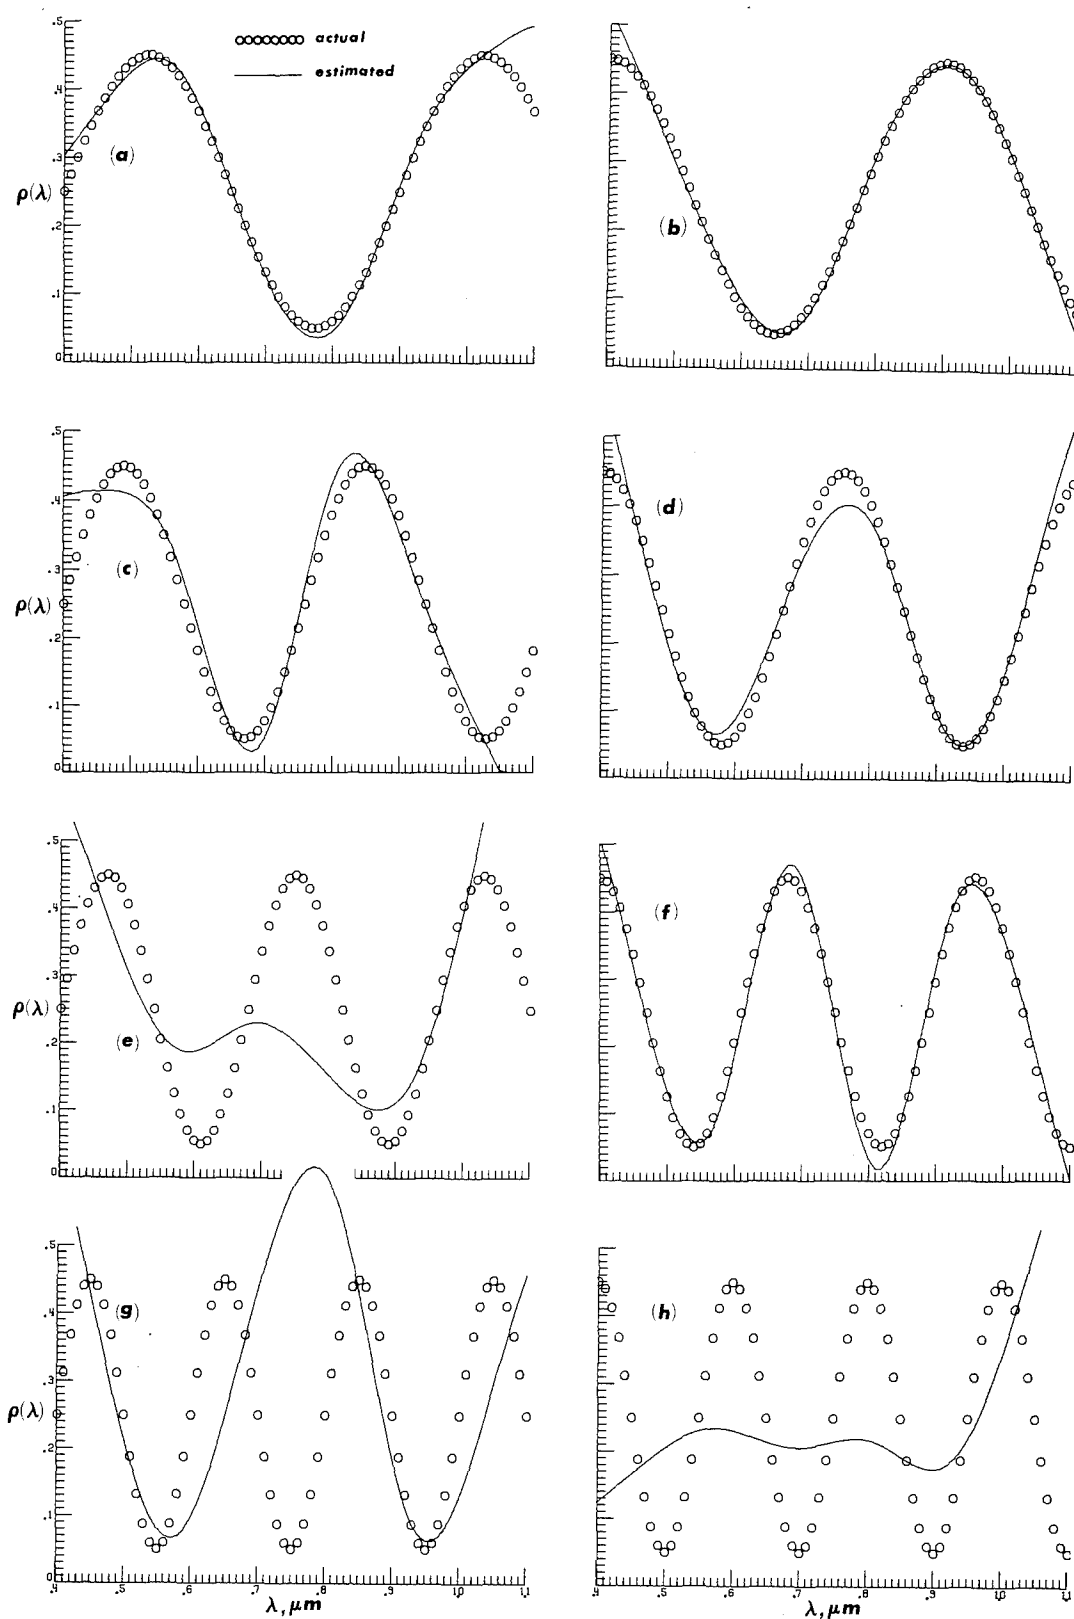 .5
ooooooooo actual
estimated
.4
.3
(a)
ρ(λ)
.2
(b)
.1
0
.5
.4
(d)
.3
(c)
ρ(λ)
.2
.1
0
.5
.4
(f)
.3
ρ(λ)
(e)
.2
.1
0
.5
.4
(g)
(h)
.3
ρ(λ)
.2
.1
0
.4 .5 .6 .7 .8 .9 1.0 1.1
.4 .5 .6 .7 .8 .9 1.0 1.1
λ, μm
λ, μm